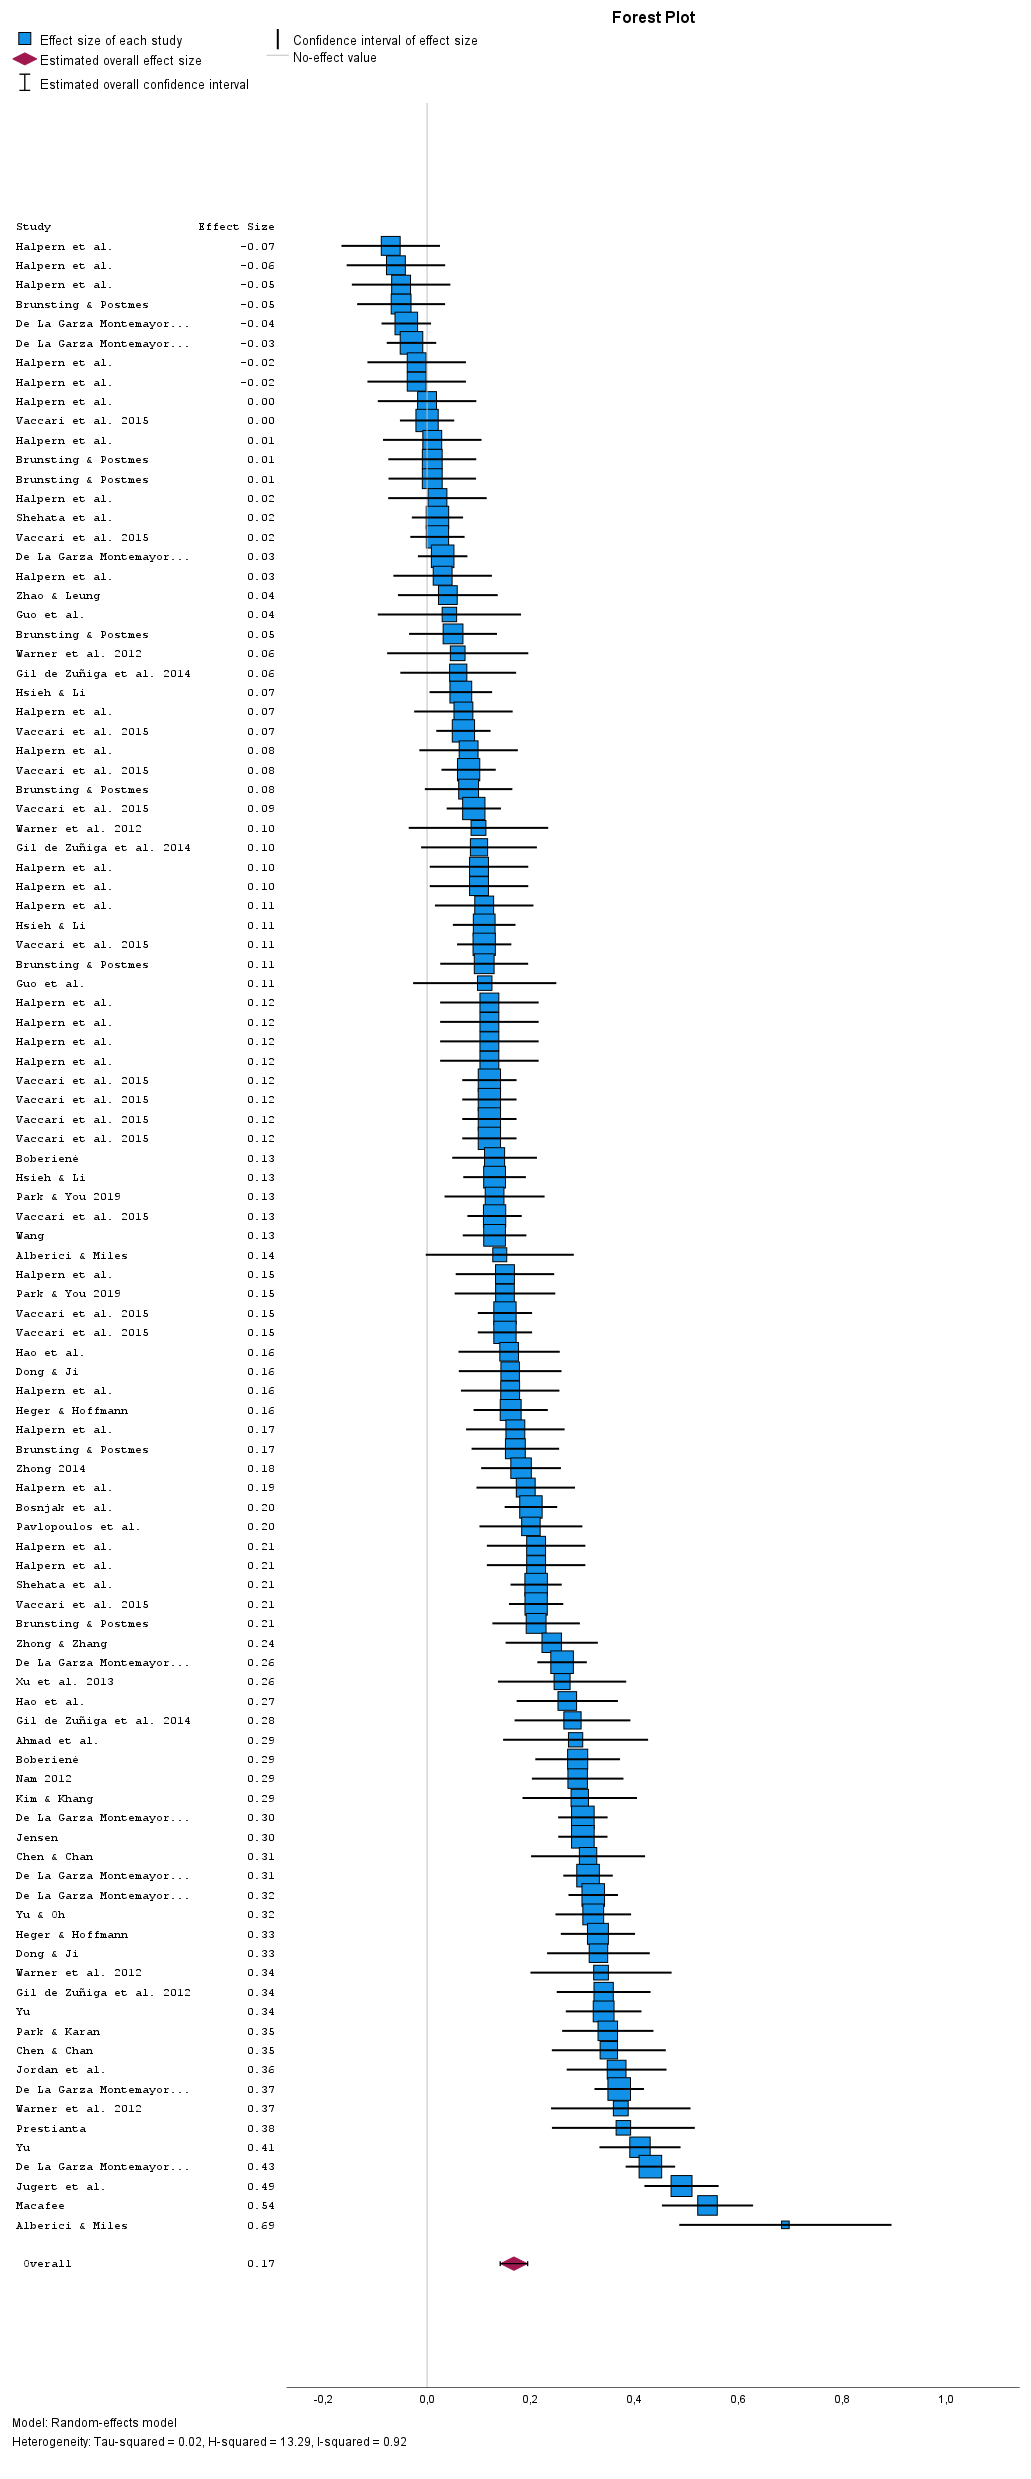 Forest Plot
Effect size of each study
Confidence interval of effect size
Estimated overall effect size
No-effect value
Estimated overall confidence interval
Study Effect Size
Halpern et al. -0.07
Halpern et al. -0.06
Halpern et al. -0.05
Brunsting & Postmes -0.05
De La Garza Montemayor... -0.04
De La Garza Montemayor... -0.03
Halpern et al. -0.02
Halpern et al. -0.02
Halpern et al. 0.00
Vaccari et al. 2015 0.00
Halpern et al. 0.01
Brunsting & Postmes 0.01
Brunsting & Postmes 0.01
Halpern et al. 0.02
Shehata et al. 0.02
Vaccari et al. 2015 0.02
De La Garza Montemayor... 0.03
Halpern et al. 0.03
Zhao & Leung 0.04
Guo et al. 0.04
Brunsting & Postmes 0.05
Warner et al. 2012 0.06
Gil de Zuñiga et al. 2014 0.06
Hsieh & Li 0.07
Halpern et al. 0.07
Vaccari et al. 2015 0.07
Halpern et al. 0.08
Vaccari et al. 2015 0.08
Brunsting & Postmes 0.08
Vaccari et al. 2015 0.09
Warner et al. 2012 0.10
Gil de Zuñiga et al. 2014 0.10
Halpern et al. 0.10
Halpern et al. 0.10
Halpern et al. 0.11
Hsieh & Li 0.11
Vaccari et al. 2015 0.11
Brunsting & Postmes 0.11
Guo et al. 0.11
Halpern et al. 0.12
Halpern et al. 0.12
Halpern et al. 0.12
Halpern et al. 0.12
Vaccari et al. 2015 0.12
Vaccari et al. 2015 0.12
Vaccari et al. 2015 0.12
Vaccari et al. 2015 0.12
Boberienė 0.13
Hsieh & Li 0.13
Park & You 2019 0.13
Vaccari et al. 2015 0.13
Wang 0.13
Alberici & Miles 0.14
Halpern et al. 0.15
Park & You 2019 0.15
Vaccari et al. 2015 0.15
Vaccari et al. 2015 0.15
Hao et al. 0.16
Dong & Ji 0.16
Halpern et al. 0.16
Heger & Hoffmann 0.16
Halpern et al. 0.17
Brunsting & Postmes 0.17
Zhong 2014 0.18
Halpern et al. 0.19
Bosnjak et al. 0.20
Pavlopoulos et al. 0.20
Halpern et al. 0.21
Halpern et al. 0.21
Shehata et al. 0.21
Vaccari et al. 2015 0.21
Brunsting & Postmes 0.21
Zhong & Zhang 0.24
De La Garza Montemayor... 0.26
Xu et al. 2013 0.26
Hao et al. 0.27
Gil de Zuñiga et al. 2014 0.28
Ahmad et al. 0.29
Boberienė 0.29
Nam 2012 0.29
Kim & Khang 0.29
De La Garza Montemayor... 0.30
Jensen 0.30
Chen & Chan 0.31
De La Garza Montemayor... 0.31
De La Garza Montemayor... 0.32
Yu & Oh 0.32
Heger & Hoffmann 0.33
Dong & Ji 0.33
Warner et al. 2012 0.34
Gil de Zuñiga et al. 2012 0.34
Yu 0.34
Park & Karan 0.35
Chen & Chan 0.35
Jordan et al. 0.36
De La Garza Montemayor... 0.37
Warner et al. 2012 0.37
Prestianta 0.38
Yu 0.41
De La Garza Montemayor... 0.43
Jugert et al. 0.49
Macafee 0.54
Alberici & Miles 0.69
Overall 0.17
-0,2 0,0 0,2 0,4 0,6 0,8 1,0
Model: Random-effects model
Heterogeneity: Tau-squared = 0.02, H-squared = 13.29, I-squared = 0.92